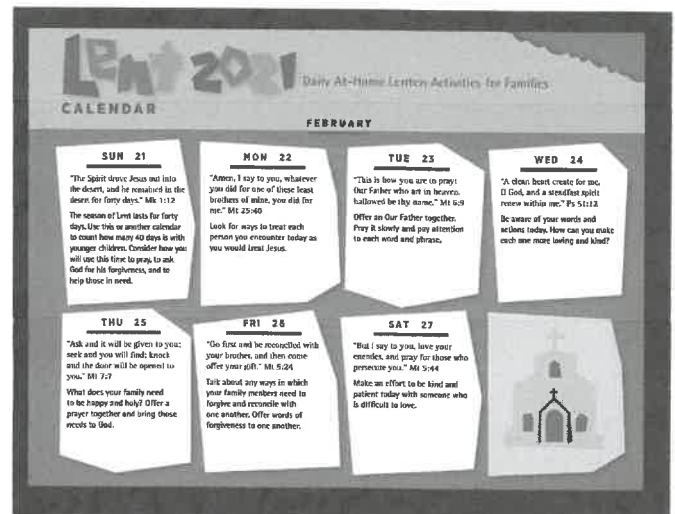 Lent 2021
Daily At-Home Lenten Activities for Families
CALENDAR
FEBRUARY
SUN 21
"The Spirit drove Jesus out into
the desert, and he remained in the
desert for forty days." Mk 1:12
The season of Lent lasts for forty
days. Use this or another calendar
to count how many 40 days is with
younger children. Consider how you
will use this time to pray, to ask
God for his forgiveness, and to
help those in need.
MON 22
"Amen, I say to you, whatever
you did for one of these least
brothers of mine, you did for
me." Mt 25:40
Look for ways to treat each
person you encounter today as
you would treat Jesus.
TUE 23
"This is how you are to pray:
Our Father who art in heaven,
hallowed be thy name." Mt 6:9
Offer an Our Father together.
Pray it slowly and pay attention
to each word and phrase.
WED 24
"A clean heart create for me,
O God, and a steadfast spirit
renew within me." Ps 51:12
Be aware of your words and
actions today. How can you make
each one more loving and kind?
THU 25
"Ask and it will be given to you;
seek and you will find; knock
and the door will be opened to
you." Mt 7:7
What does your family need
to be happy and holy? Offer a
prayer together and bring those
needs to God.
FRI 26
"Go first and be reconciled with
your brother, and then come
offer your gift." Mt 5:24
Talk about any ways in which
your family members need to
forgive and reconcile with
one another. Offer words of
forgiveness to one another.
SAT 27
"But I say to you, love your
enemies, and pray for those who
persecute you." Mt 5:44
Make an effort to be kind and
patient today with someone who
is difficult to love.